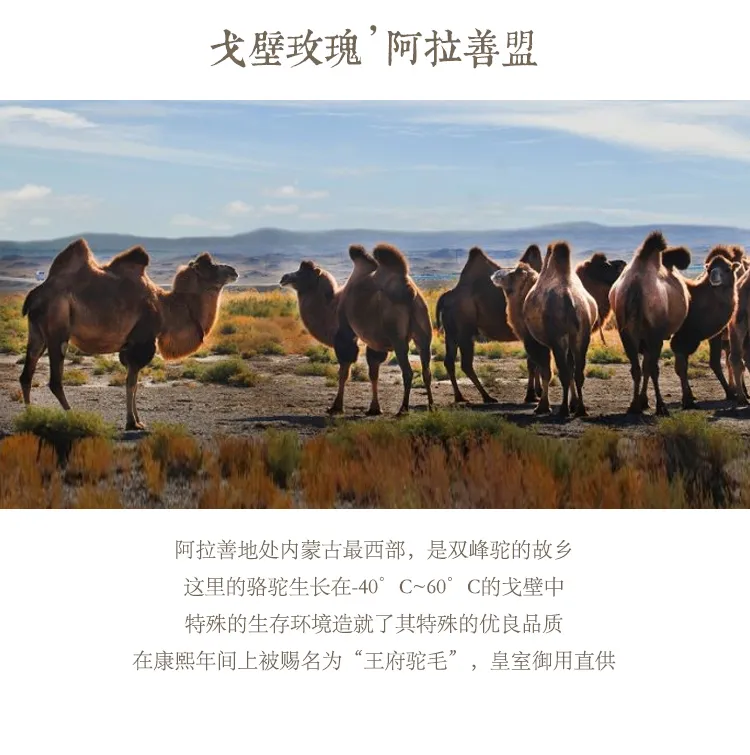 戈壁玫瑰’阿拉善盟
阿拉善地处内蒙古最西部，是双峰驼的故乡
这里的骆驼生长在-40°C~60°C的戈壁中
特殊的生存环境造就了其特殊的优良品质
在康熙年间上被赐名为“王府驼毛”，皇室御用直供